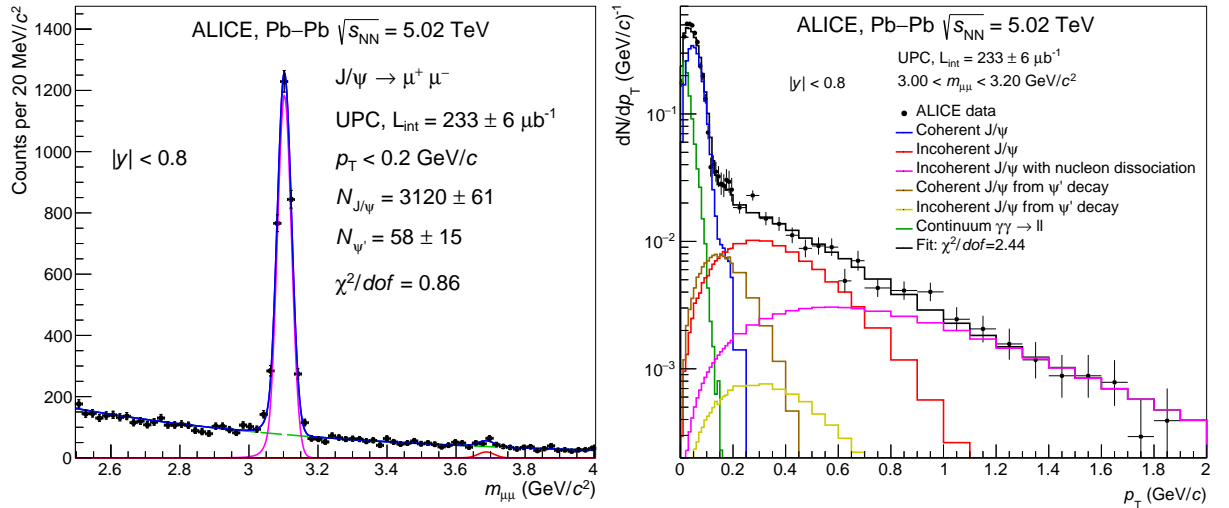 ALICE, Pb−Pb √sNN = 5.02 TeV
J/ψ → μ+ μ−
UPC, Lint = 233 ± 6 μb-1
|y| < 0.8
pT < 0.2 GeV/c
NJ/ψ = 3120 ± 61
Nψ' = 58 ± 15
χ2/dof = 0.86
Counts per 20 MeV/c2
1400
1200
1000
800
600
400
200
0
2.6 2.8 3 3.2 3.4 3.6 3.8 4
mμμ (GeV/c2)
ALICE, Pb−Pb √sNN = 5.02 TeV
UPC, Lint = 233 ± 6 μb-1
|y| < 0.8
3.00 < mμμ < 3.20 GeV/c2
ALICE data
Coherent J/ψ
Incoherent J/ψ
Incoherent J/ψ with nucleon dissociation
Coherent J/ψ from ψ' decay
Incoherent J/ψ from ψ' decay
Continuum γγ → ll
Fit: χ2/dof=2.44
dN/dpT (GeV/c)-1
10−1
10−2
10−3
0 0.2 0.4 0.6 0.8 1 1.2 1.4 1.6 1.8 2
pT (GeV/c)